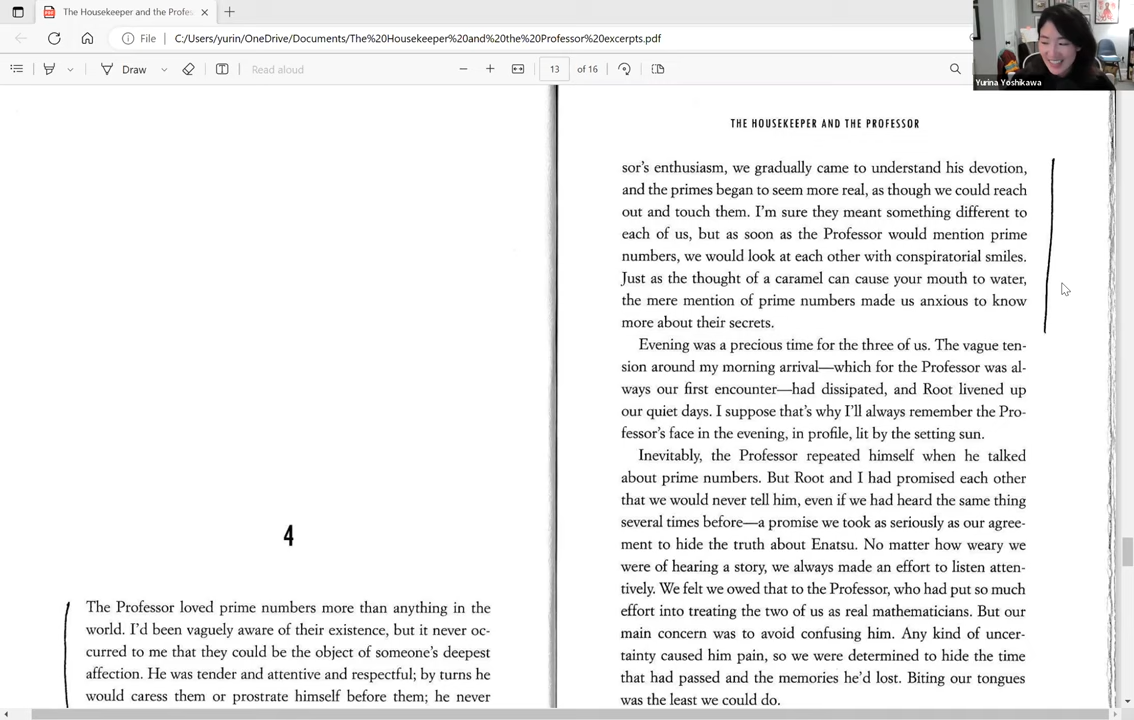 The Housekeeper and the Profes
File
C:/Users/yurin/OneDrive/Documents/The%20Housekeeper%20and%20the%20Professor%20excerpts.pdf
Draw
Read aloud
13
of 16
Yurina Yoshikawa
4
The Professor loved prime numbers more than anything in the
world. I'd been vaguely aware of their existence, but it never oc-
curred to me that they could be the object of someone's deepest
affection. He was tender and attentive and respectful; by turns he
would caress them or prostrate himself before them; he never
THE HOUSEKEEPER AND THE PROFESSOR
sor's enthusiasm, we gradually came to understand his devotion,
and the primes began to seem more real, as though we could reach
out and touch them. I'm sure they meant something different to
each of us, but as soon as the Professor would mention prime
numbers, we would look at each other with conspiratorial smiles.
Just as the thought of a caramel can cause your mouth to water,
the mere mention of prime numbers made us anxious to know
more about their secrets.
Evening was a precious time for the three of us. The vague ten-
sion around my morning arrival—which for the Professor was al-
ways our first encounter—had dissipated, and Root livened up
our quiet days. I suppose that's why I'll always remember the Pro-
fessor's face in the evening, in profile, lit by the setting sun.
Inevitably, the Professor repeated himself when he talked
about prime numbers. But Root and I had promised each other
that we would never tell him, even if we had heard the same thing
several times before—a promise we took as seriously as our agree-
ment to hide the truth about Enatsu. No matter how weary we
were of hearing a story, we always made an effort to listen atten-
tively. We felt we owed that to the Professor, who had put so much
effort into treating the two of us as real mathematicians. But our
main concern was to avoid confusing him. Any kind of uncer-
tainty caused him pain, so we were determined to hide the time
that had passed and the memories he'd lost. Biting our tongues
was the least we could do.